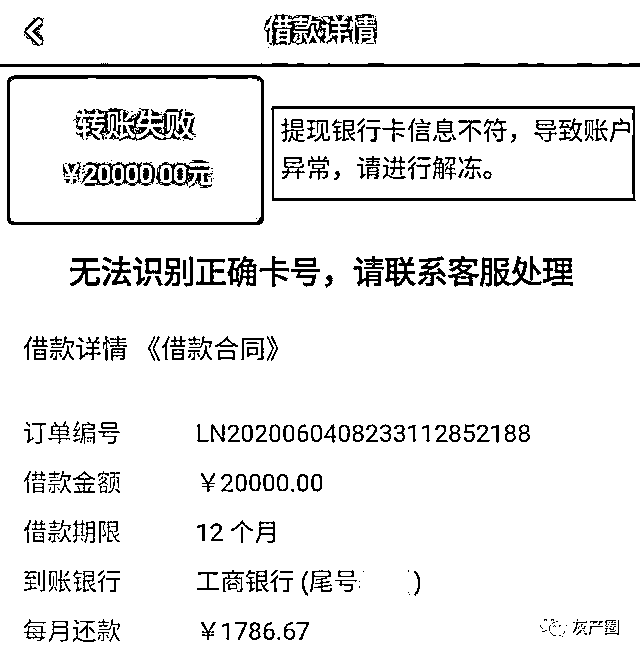 借款详情
转账失败
¥20000.00元
提现银行卡信息不符，导致账户
异常，请进行解冻。
无法识别正确卡号，请联系客服处理
借款详情 《借款合同》
订单编号 LN2020060408233112852188
借款金额 ¥20000.00
借款期限 12 个月
到账银行 工商银行 (尾号 )
每月还款 ¥1786.67
灰产圈